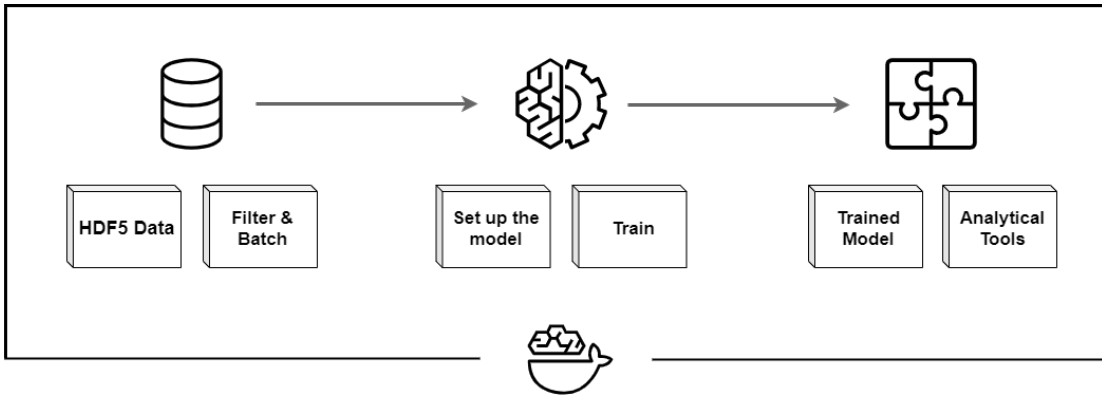 HDF5 Data
Filter &
Batch
Set up the
model
Train
Trained
Model
Analytical
Tools